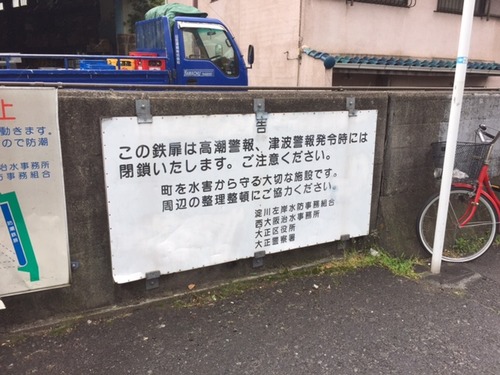 止
動きます。
ので防潮
治水事務所
防事務組合
告
この鉄扉は高潮警報、津波警報発令時には
閉鎖いたします。ご注意ください。
町を水害から守る大切な施設です。
周辺の整理整頓にご協力ください。
淀川左岸水防事務組合
西大阪治水事務所
大正区役所
大正警察署